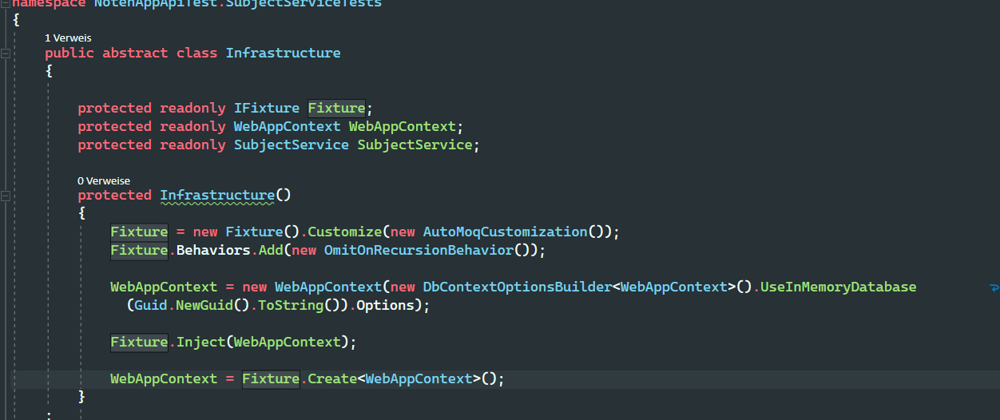 namespace NotenAppApiTest.SubjectServiceTests
{
1 Verweis
public abstract class Infrastructure
{
protected readonly IFixture Fixture;
protected readonly WebAppContext WebAppContext;
protected readonly SubjectService SubjectService;
0 Verweise
protected Infrastructure()
{
Fixture = new Fixture().Customize(new AutoMoqCustomization());
Fixture.Behaviors.Add(new OmitOnRecursionBehavior());
WebAppContext = new WebAppContext(new DbContextOptionsBuilder<WebAppContext>().UseInMemoryDatabase
(Guid.NewGuid().ToString()).Options);
Fixture.Inject(WebAppContext);
WebAppContext = Fixture.Create<WebAppContext>();
}